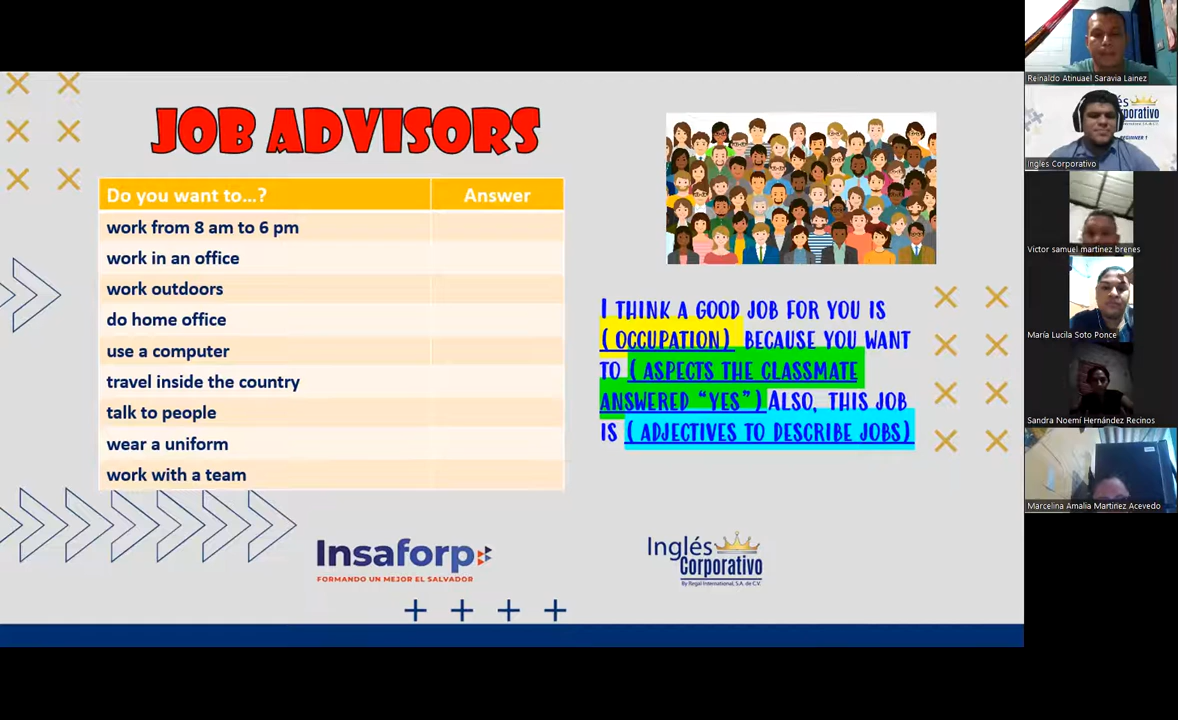 JOB ADVISORS
Do you want to...? Answer
work from 8 am to 6 pm
work in an office
work outdoors
do home office
use a computer
travel inside the country
talk to people
wear a uniform
work with a team
I THINK A GOOD JOB FOR YOU IS
(OCCUPATION) BECAUSE YOU WANT
TO (ASPECTS THE CLASSMATE
ANSWERED "YES") ALSO, THIS JOB
IS (ADJECTIVES TO DESCRIBE JOBS)
Insaforp
FORMANDO UN MEJOR EL SALVADOR
Inglés
Corporativo
By Regal International, S.A. de C.V.
Reinaldo Atinuael Saravia Lainez
és
orporativo
BEGINNER 1
Ingles Corporativo
Victor samuel martinez brenes
María Lucila Soto Ponce
Sandra Noemí Hernández Recinos
Marcelina Amalia Martinez Acevedo